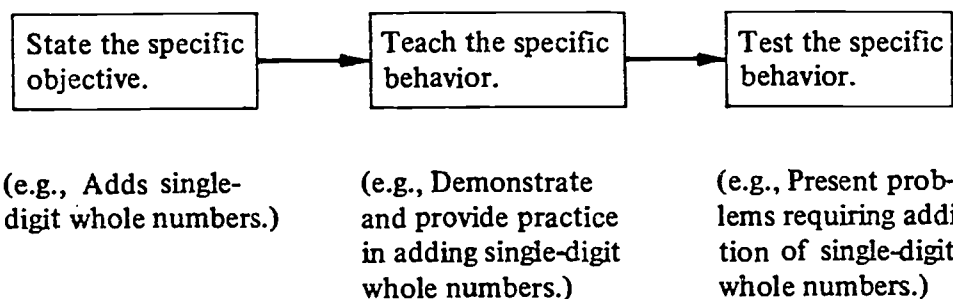 State the specific
objective.
Teach the specific
behavior.
Test the specific
behavior.
(e.g., Adds single-
digit whole numbers.)
(e.g., Demonstrate
and provide practice
in adding single-digit
whole numbers.)
(e.g., Present prob-
lems requiring addi
tion of single-digit
whole numbers.)